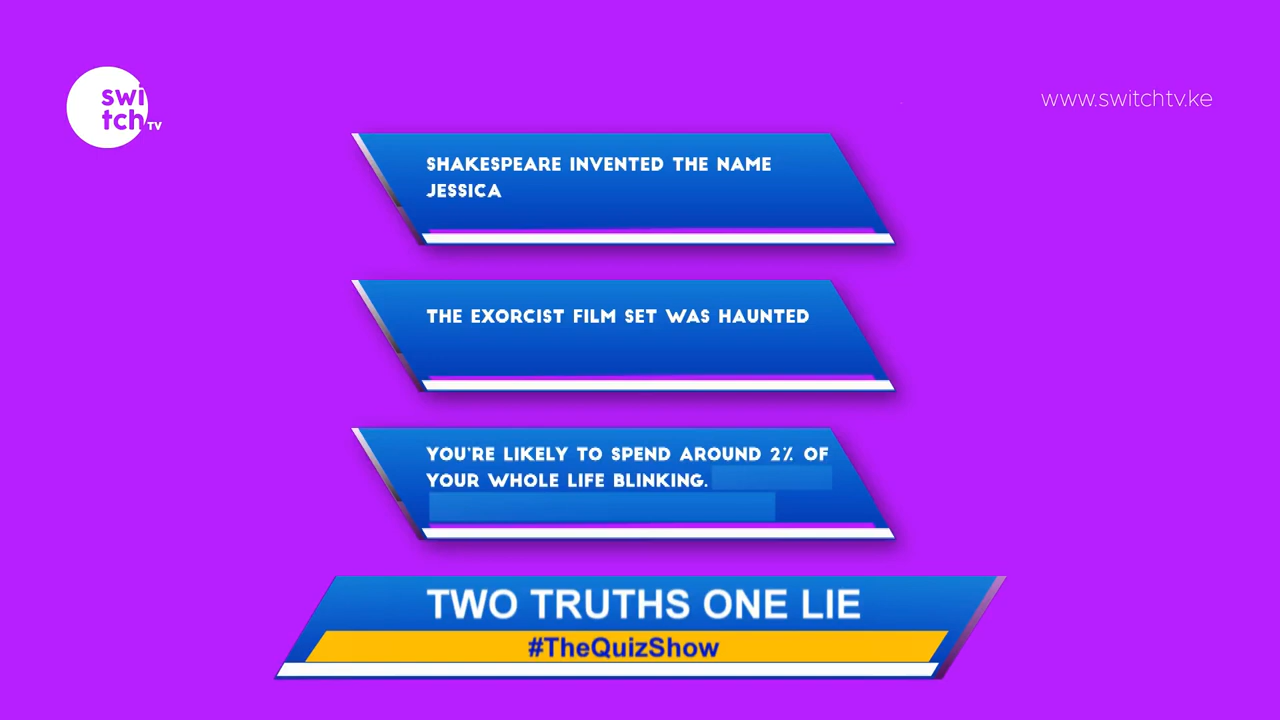 swi
tch TV
www.switchtv.ke
SHAKESPEARE INVENTED THE NAME
JESSICA
THE EXORCIST FILM SET WAS HAUNTED
YOU'RE LIKELY TO SPEND AROUND 2% OF
YOUR WHOLE LIFE BLINKING.
TWO TRUTHS ONE LIE
#TheQuizShow